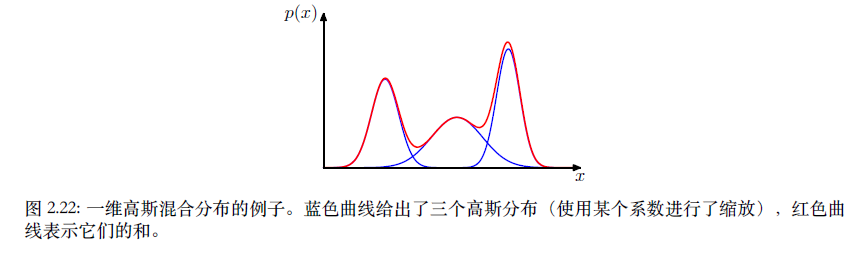 p(x)
x
图 2.22: 一维高斯混合分布的例子。蓝色曲线给出了三个高斯分布（使用某个系数进行了缩放）, 红色曲
线表示它们的和。